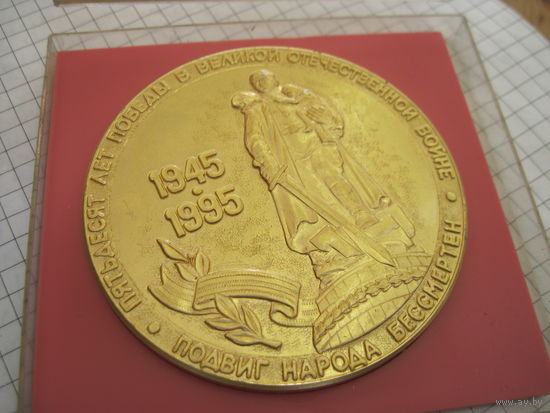 ПЯТЬДЕСЯТ ЛЕТ ПОБЕДЫ В ВЕЛИКОЙ ОТЕЧЕСТВЕННОЙ ВОЙНЕ •
ПОДВИГ НАРОДА БЕССМЕРТЕН •
1945
1995
www.ay.by